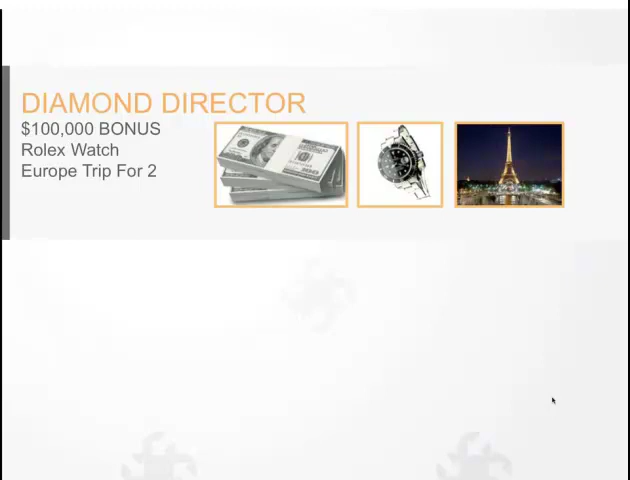 DIAMOND DIRECTOR
$100,000 BONUS
Rolex Watch
Europe Trip For 2